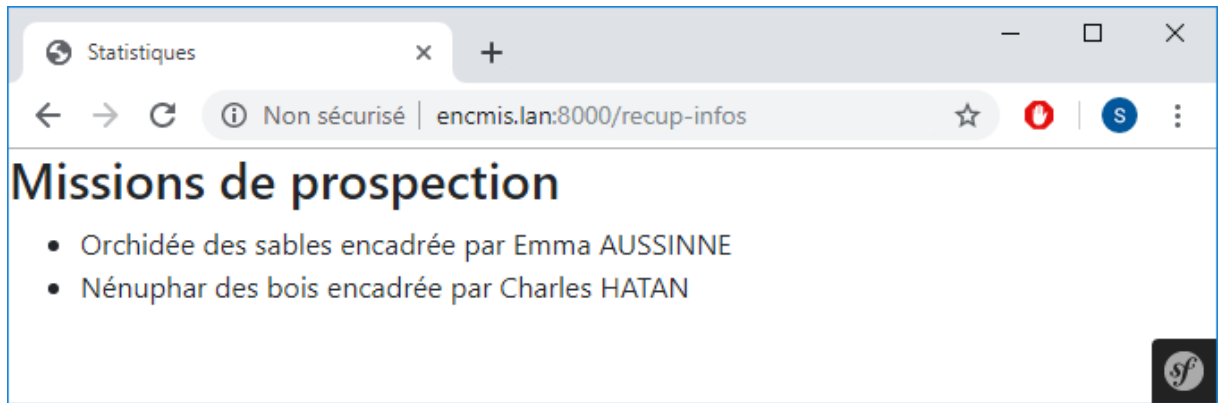 Statistiques
Non sécurisé | encmis.lan:8000/recup-infos
S
Missions de prospection
• Orchidée des sables encadrée par Emma AUSSINNE
• Nénuphar des bois encadrée par Charles HATAN
sf